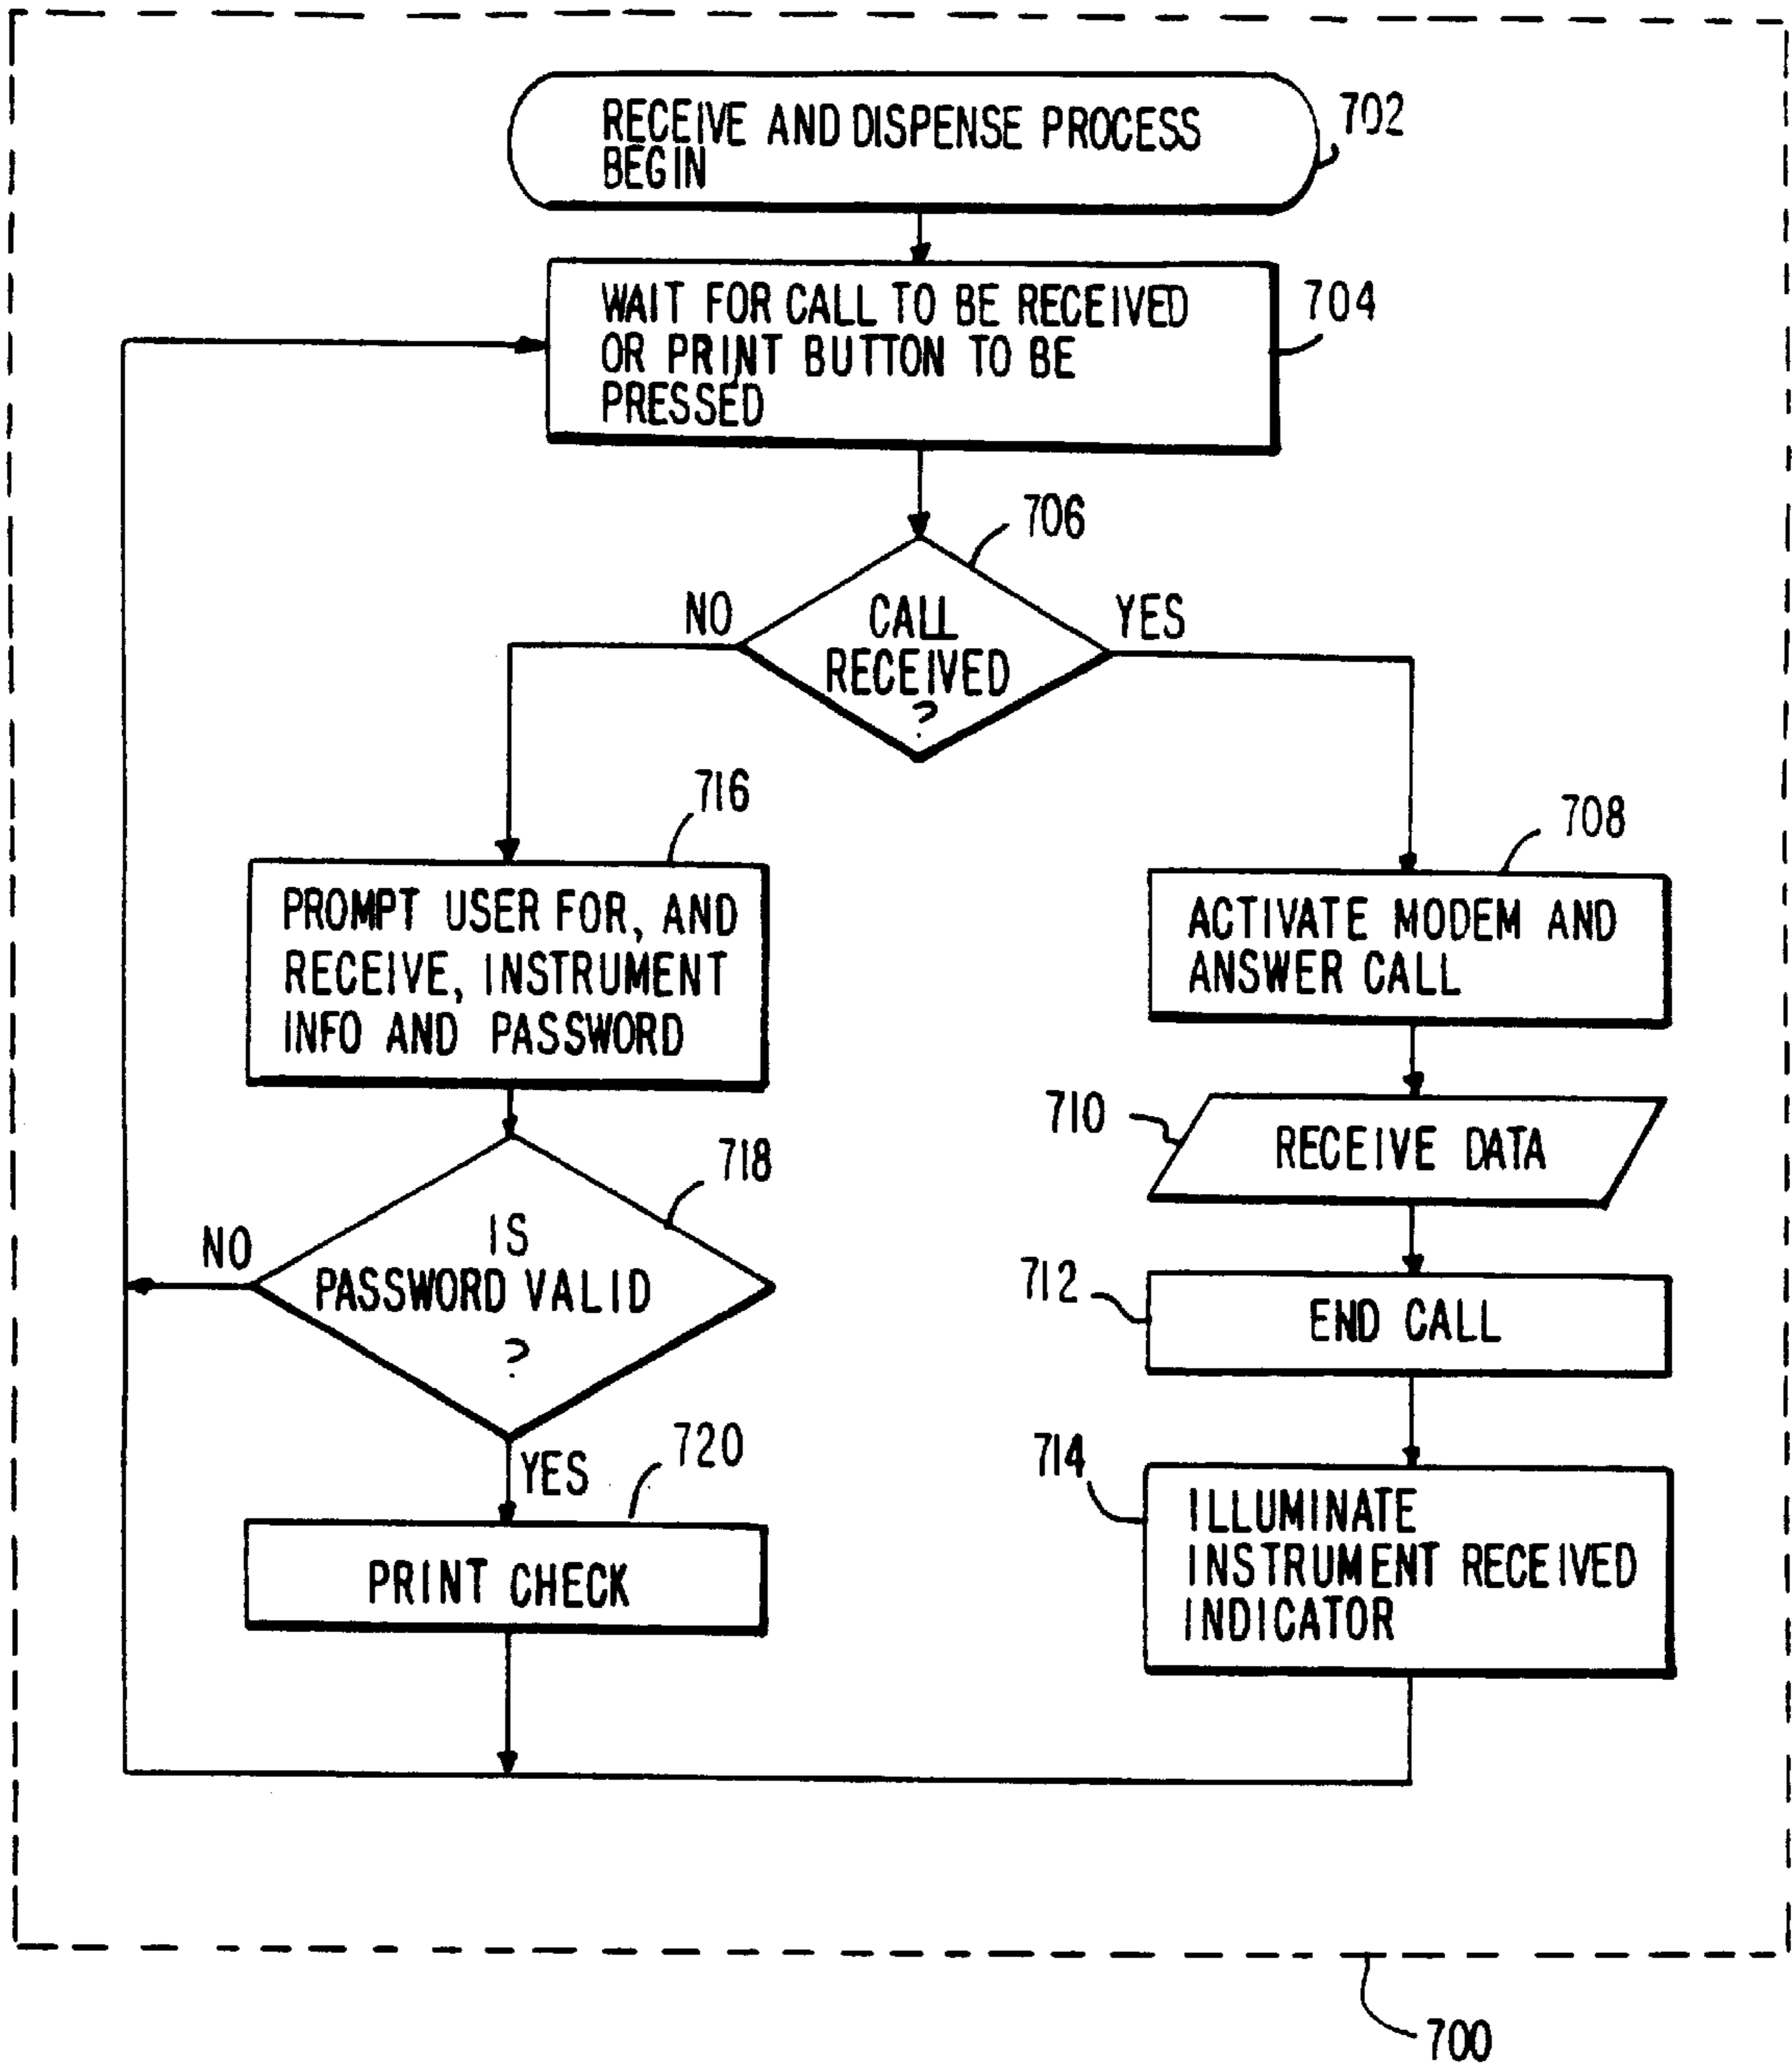 RECEIVE AND DISPENSE PROCESS
BEGIN
702
WAIT FOR CALL TO BE RECEIVED
OR PRINT BUTTON TO BE
PRESSED
704
706
NO
CALL
RECEIVED
?
YES
716
PROMPT USER FOR, AND
RECEIVE, INSTRUMENT
INFO AND PASSWORD
708
ACTIVATE MODEM AND
ANSWER CALL
710
RECEIVE DATA
718
NO
IS
PASSWORD VALID
?
YES
712
END CALL
720
PRINT CHECK
714
ILLUMINATE
INSTRUMENT RECEIVED
INDICATOR
700